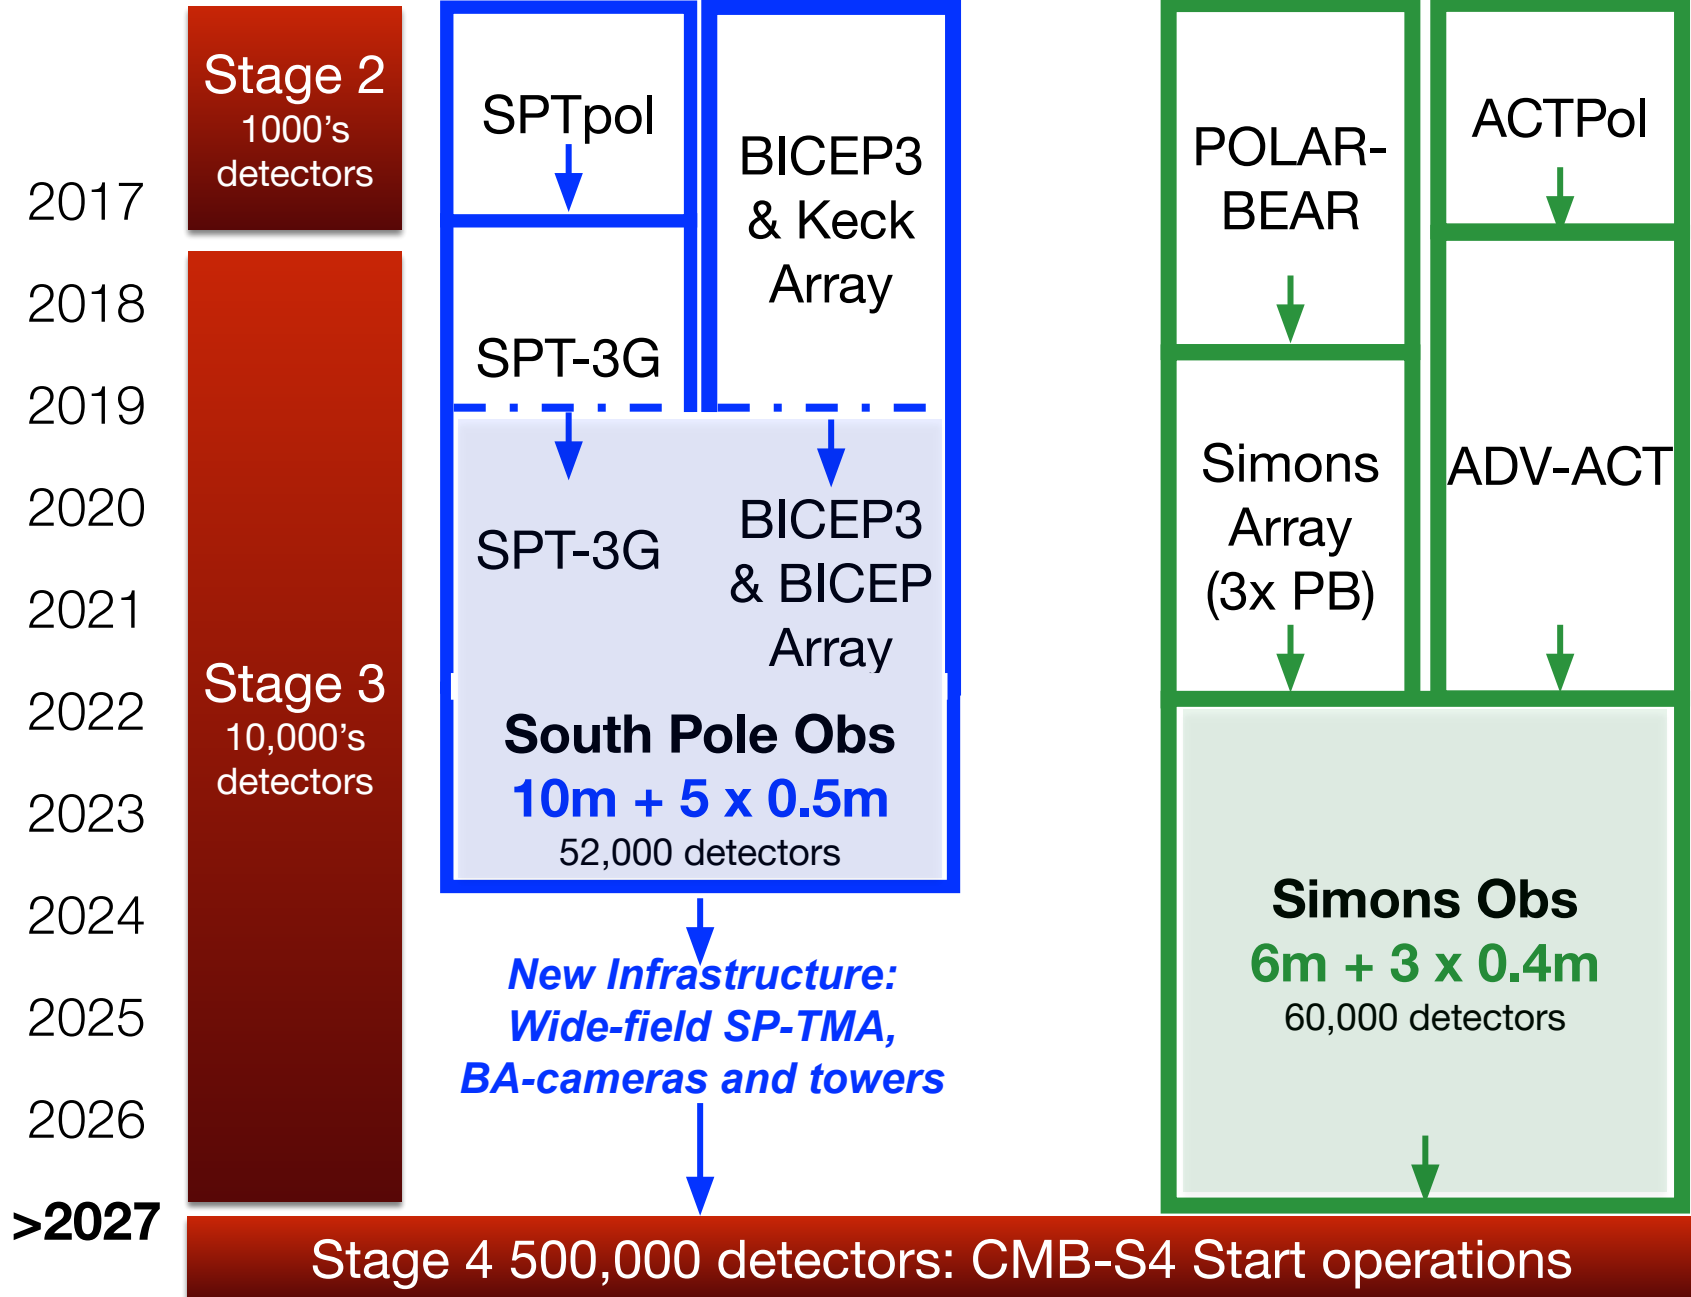 Stage 2
1000's
detectors
2017
2018
2019
2020
2021
2022
2023
2024
2025
2026
>2027
Stage 3
10,000's
detectors
SPTpol
BICEP3
& Keck
Array
SPT-3G
SPT-3G
BICEP3
& BICEP
Array
South Pole Obs
10m + 5 x 0.5m
52,000 detectors
New Infrastructure:
Wide-field SP-TMA,
BA-cameras and towers
POLAR-
BEAR
ACTPol
Simons
Array
(3x PB)
ADV-ACT
Simons Obs
6m + 3 x 0.4m
60,000 detectors
Stage 4 500,000 detectors: CMB-S4 Start operations